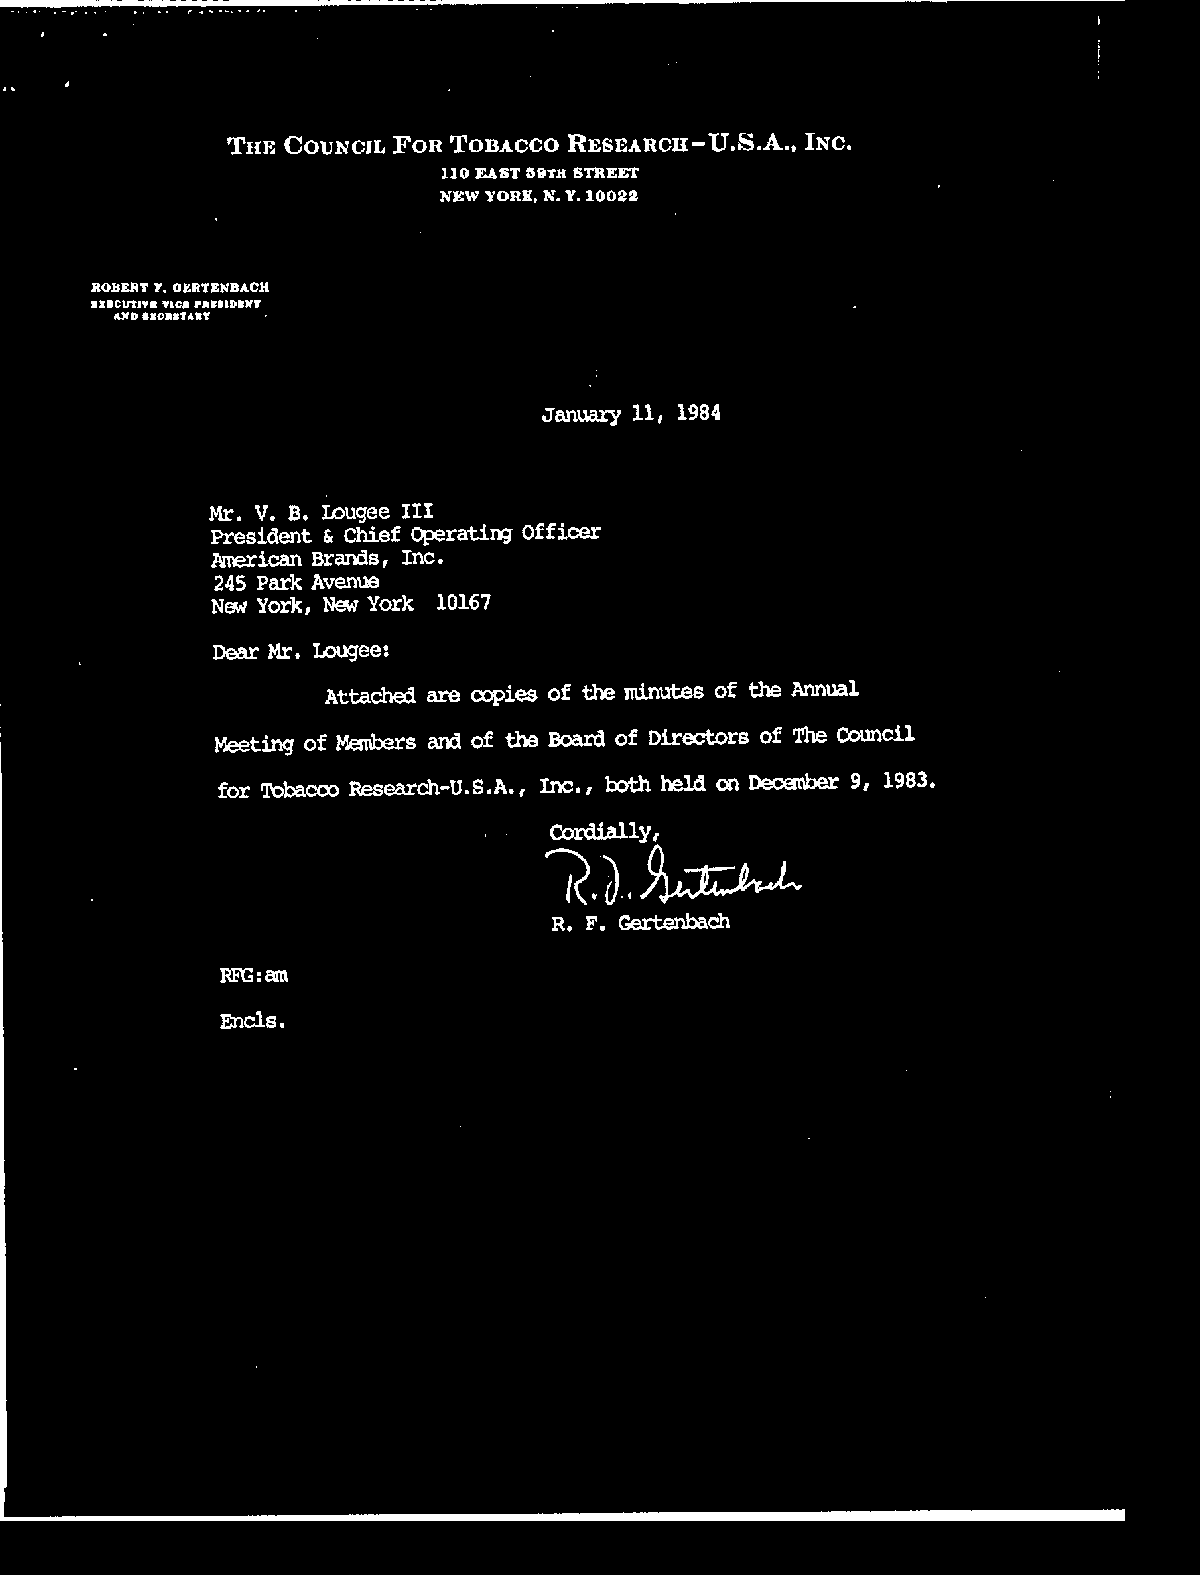 THE COUNCIL FOR TOBACCO RESEARCH-U.S.A., INC.
110 EAST 59TH STREET
NEW YORK, N. Y. 10022
ROBERT F. GERTENBACH
EXECUTIVE VICE PRESIDENT
AND SECRETARY
January 11, 1984
Mr. V. B. Lougee III
President & Chief Operating Officer
American Brands, Inc.
245 Park Avenue
New York, New York 10167
Dear Mr. Lougee:
Attached are copies of the minutes of the Annual
Meeting of Members and of the Board of Directors of The Council
for Tobacco Research-U.S.A., Inc., both held on December 9, 1983.
Cordially,
R. F. Gertenbach
R. F. Gertenbach
RFG:am
Encls.